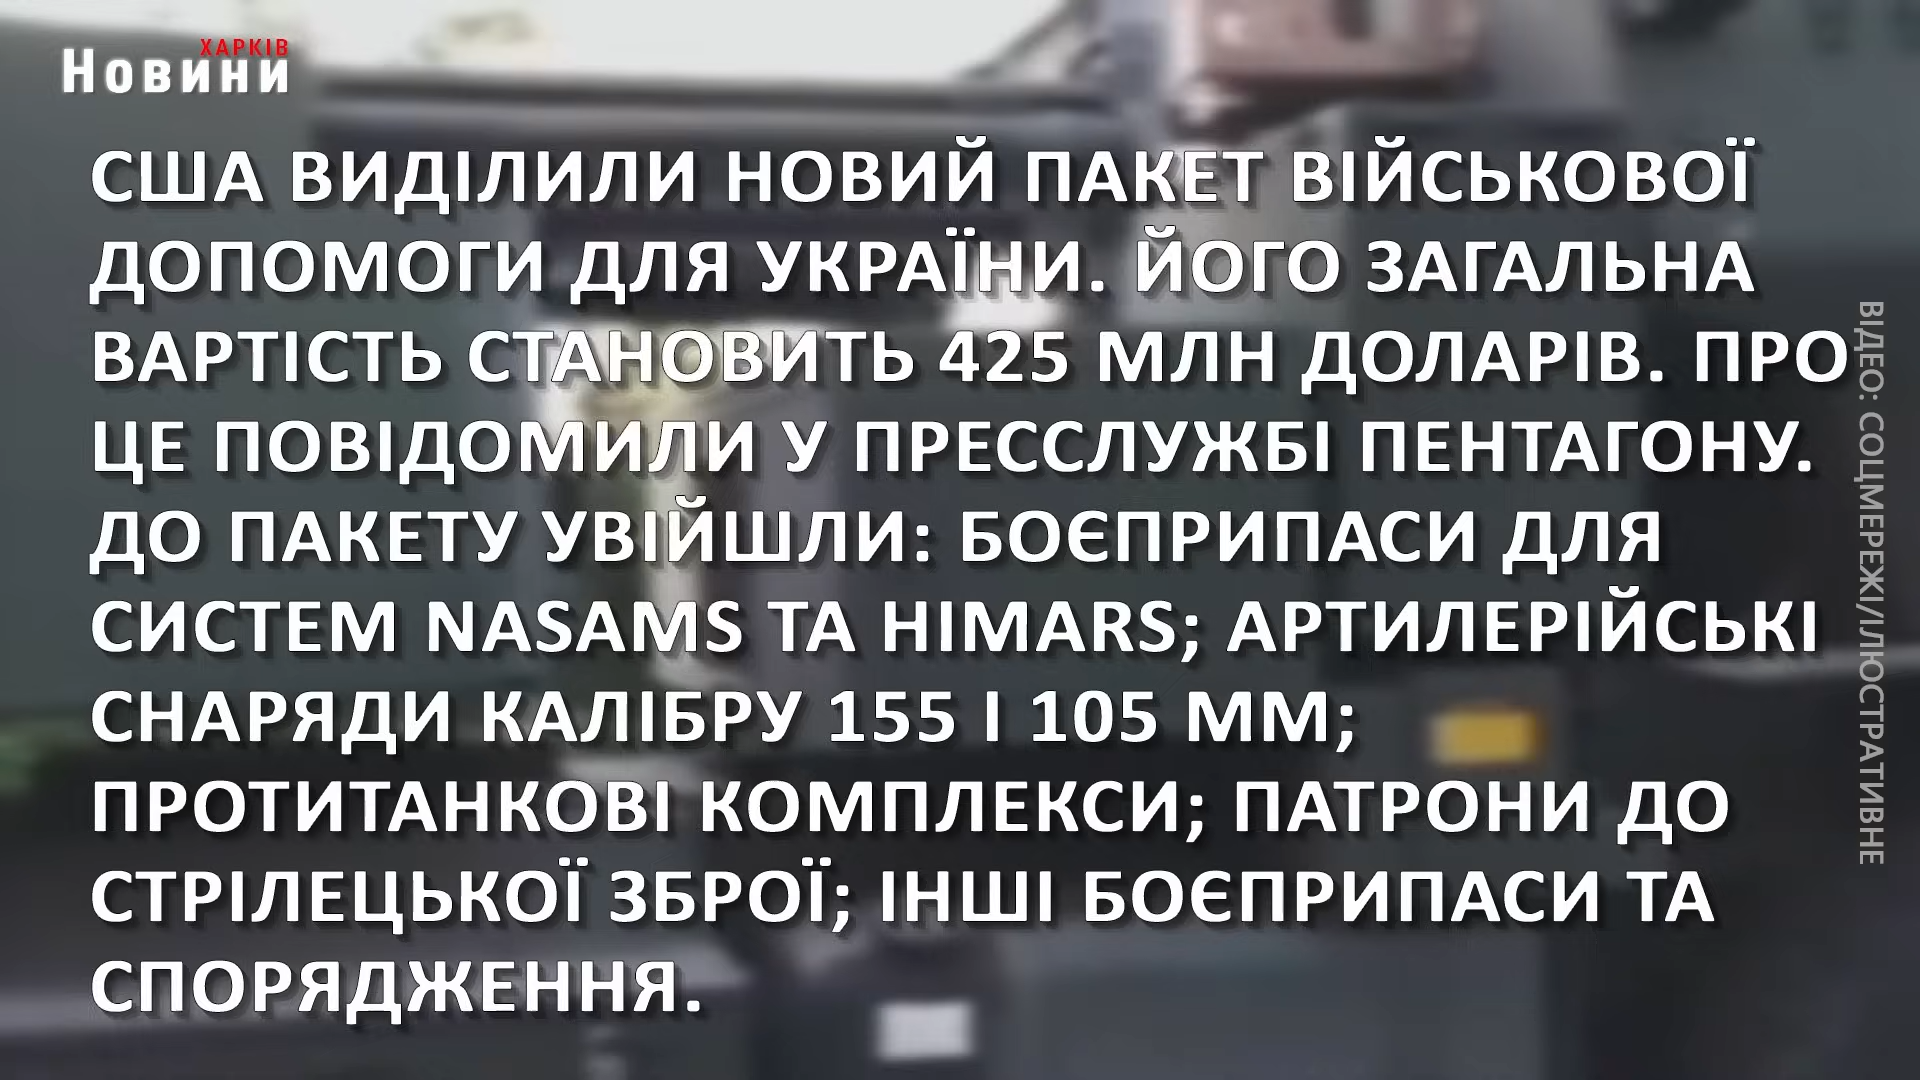 ХАРКІВ
Новини
США ВИДІЛИЛИ НОВИЙ ПАКЕТ ВІЙСЬКОВОЇ
ДОПОМОГИ ДЛЯ УКРАЇНИ. ЙОГО ЗАГАЛЬНА
ВАРТІСТЬ СТАНОВИТЬ 425 МЛН ДОЛАРІВ. ПРО
ЦЕ ПОВІДОМИЛИ У ПРЕССЛУЖБІ ПЕНТАГОНУ.
ДО ПАКЕТУ УВІЙШЛИ: БОЄПРИПАСИ ДЛЯ
СИСТЕМ NASAMS ТА HIMARS; АРТИЛЕРІЙСЬКІ
СНАРЯДИ КАЛІБРУ 155 І 105 ММ;
ПРОТИТАНКОВІ КОМПЛЕКСИ; ПАТРОНИ ДО
СТРІЛЕЦЬКОЇ ЗБРОЇ; ІНШІ БОЄПРИПАСИ ТА
СПОРЯДЖЕННЯ.
ВІДЕО: СОЦМЕРЕЖІ/ІЛЮСТРАТИВНЕ